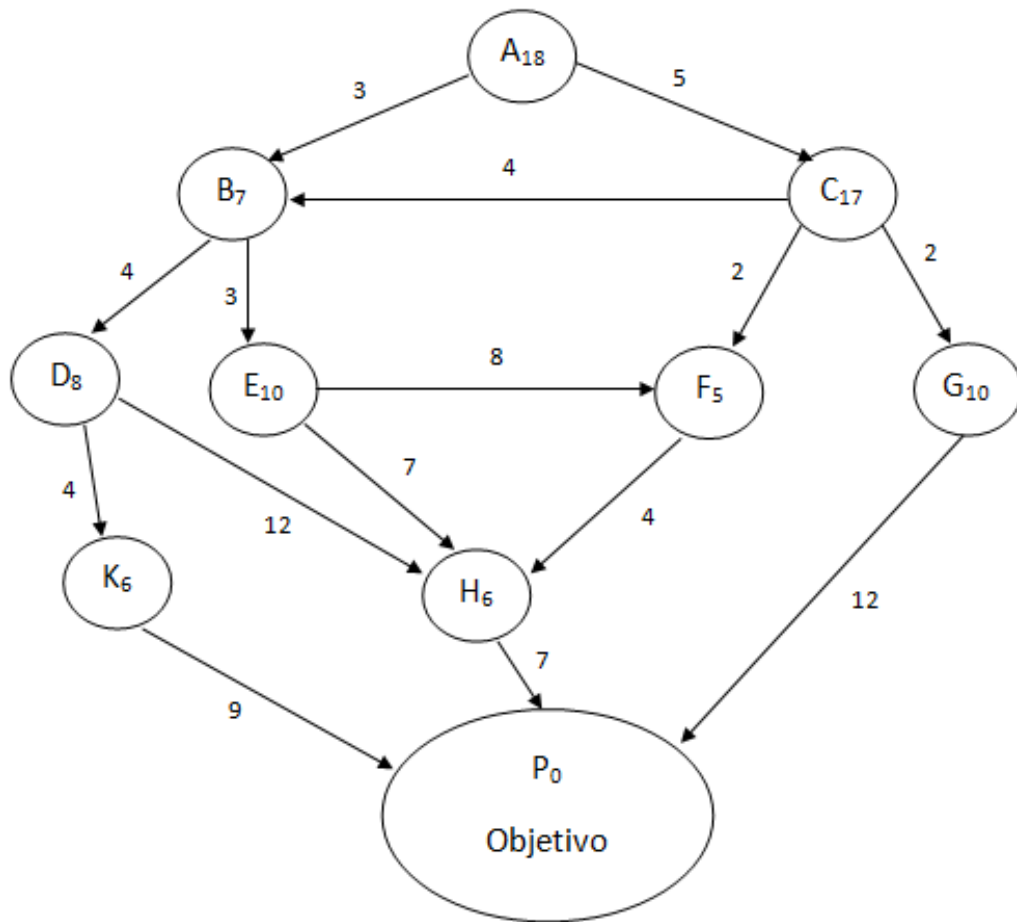 A₁₈
3
5
B₇
4
C₁₇
4
3
2
2
D₈
E₁₀
8
F₅
G₁₀
4
12
7
4
K₆
H₆
12
9
7
P₀
Objetivo